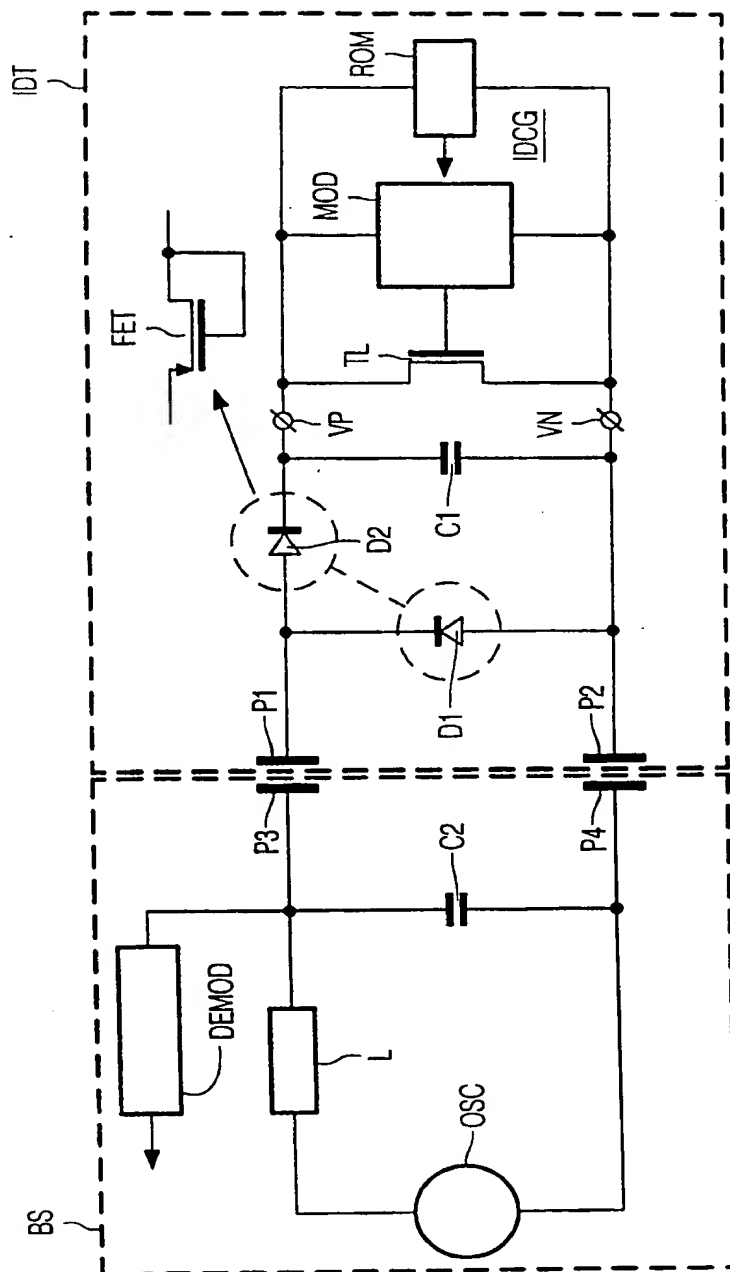 BS
IDT
DEMOD
L
OSC
C2
P3
P1
P4
P2
D1
D2
FET
C1
VP
VN
TL
MOD
ROM
IDCG